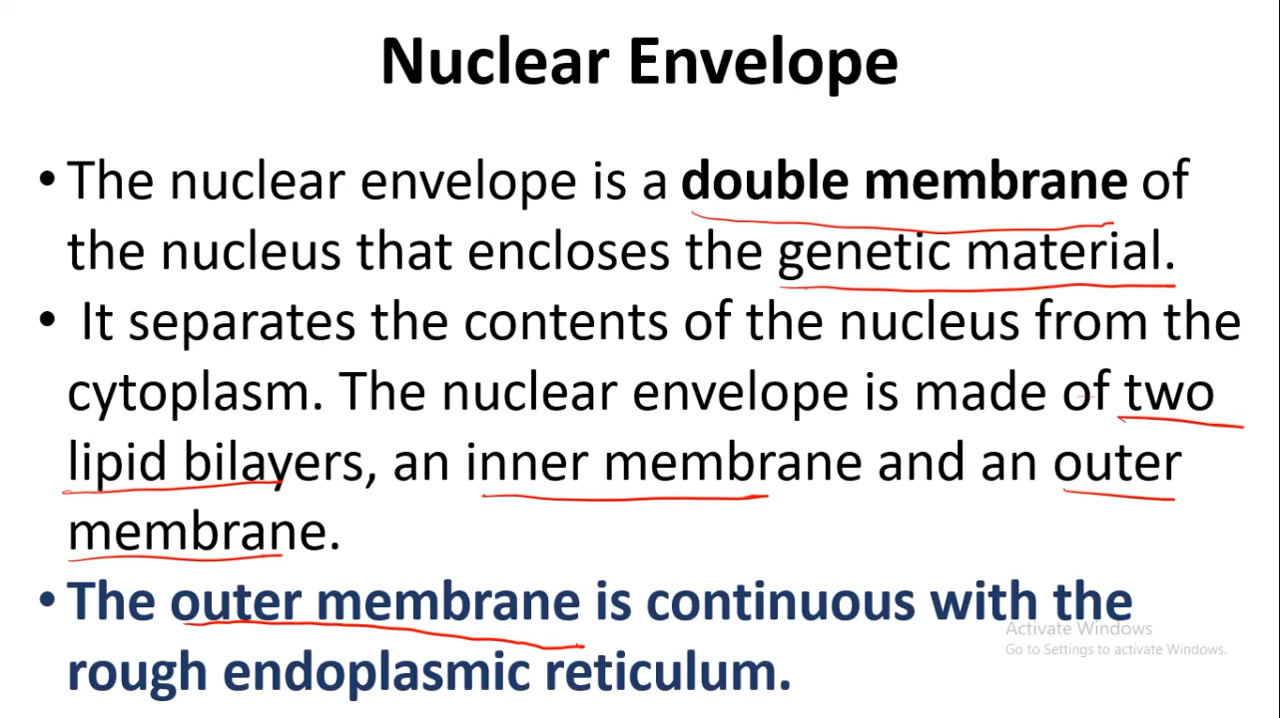 Nuclear Envelope
• The nuclear envelope is a double membrane of
the nucleus that encloses the genetic material.
• It separates the contents of the nucleus from the
cytoplasm. The nuclear envelope is made of two
lipid bilayers, an inner membrane and an outer
membrane.
• The outer membrane is continuous with the
Activate Windows
Go to Settings to activate Windows.
rough endoplasmic reticulum.